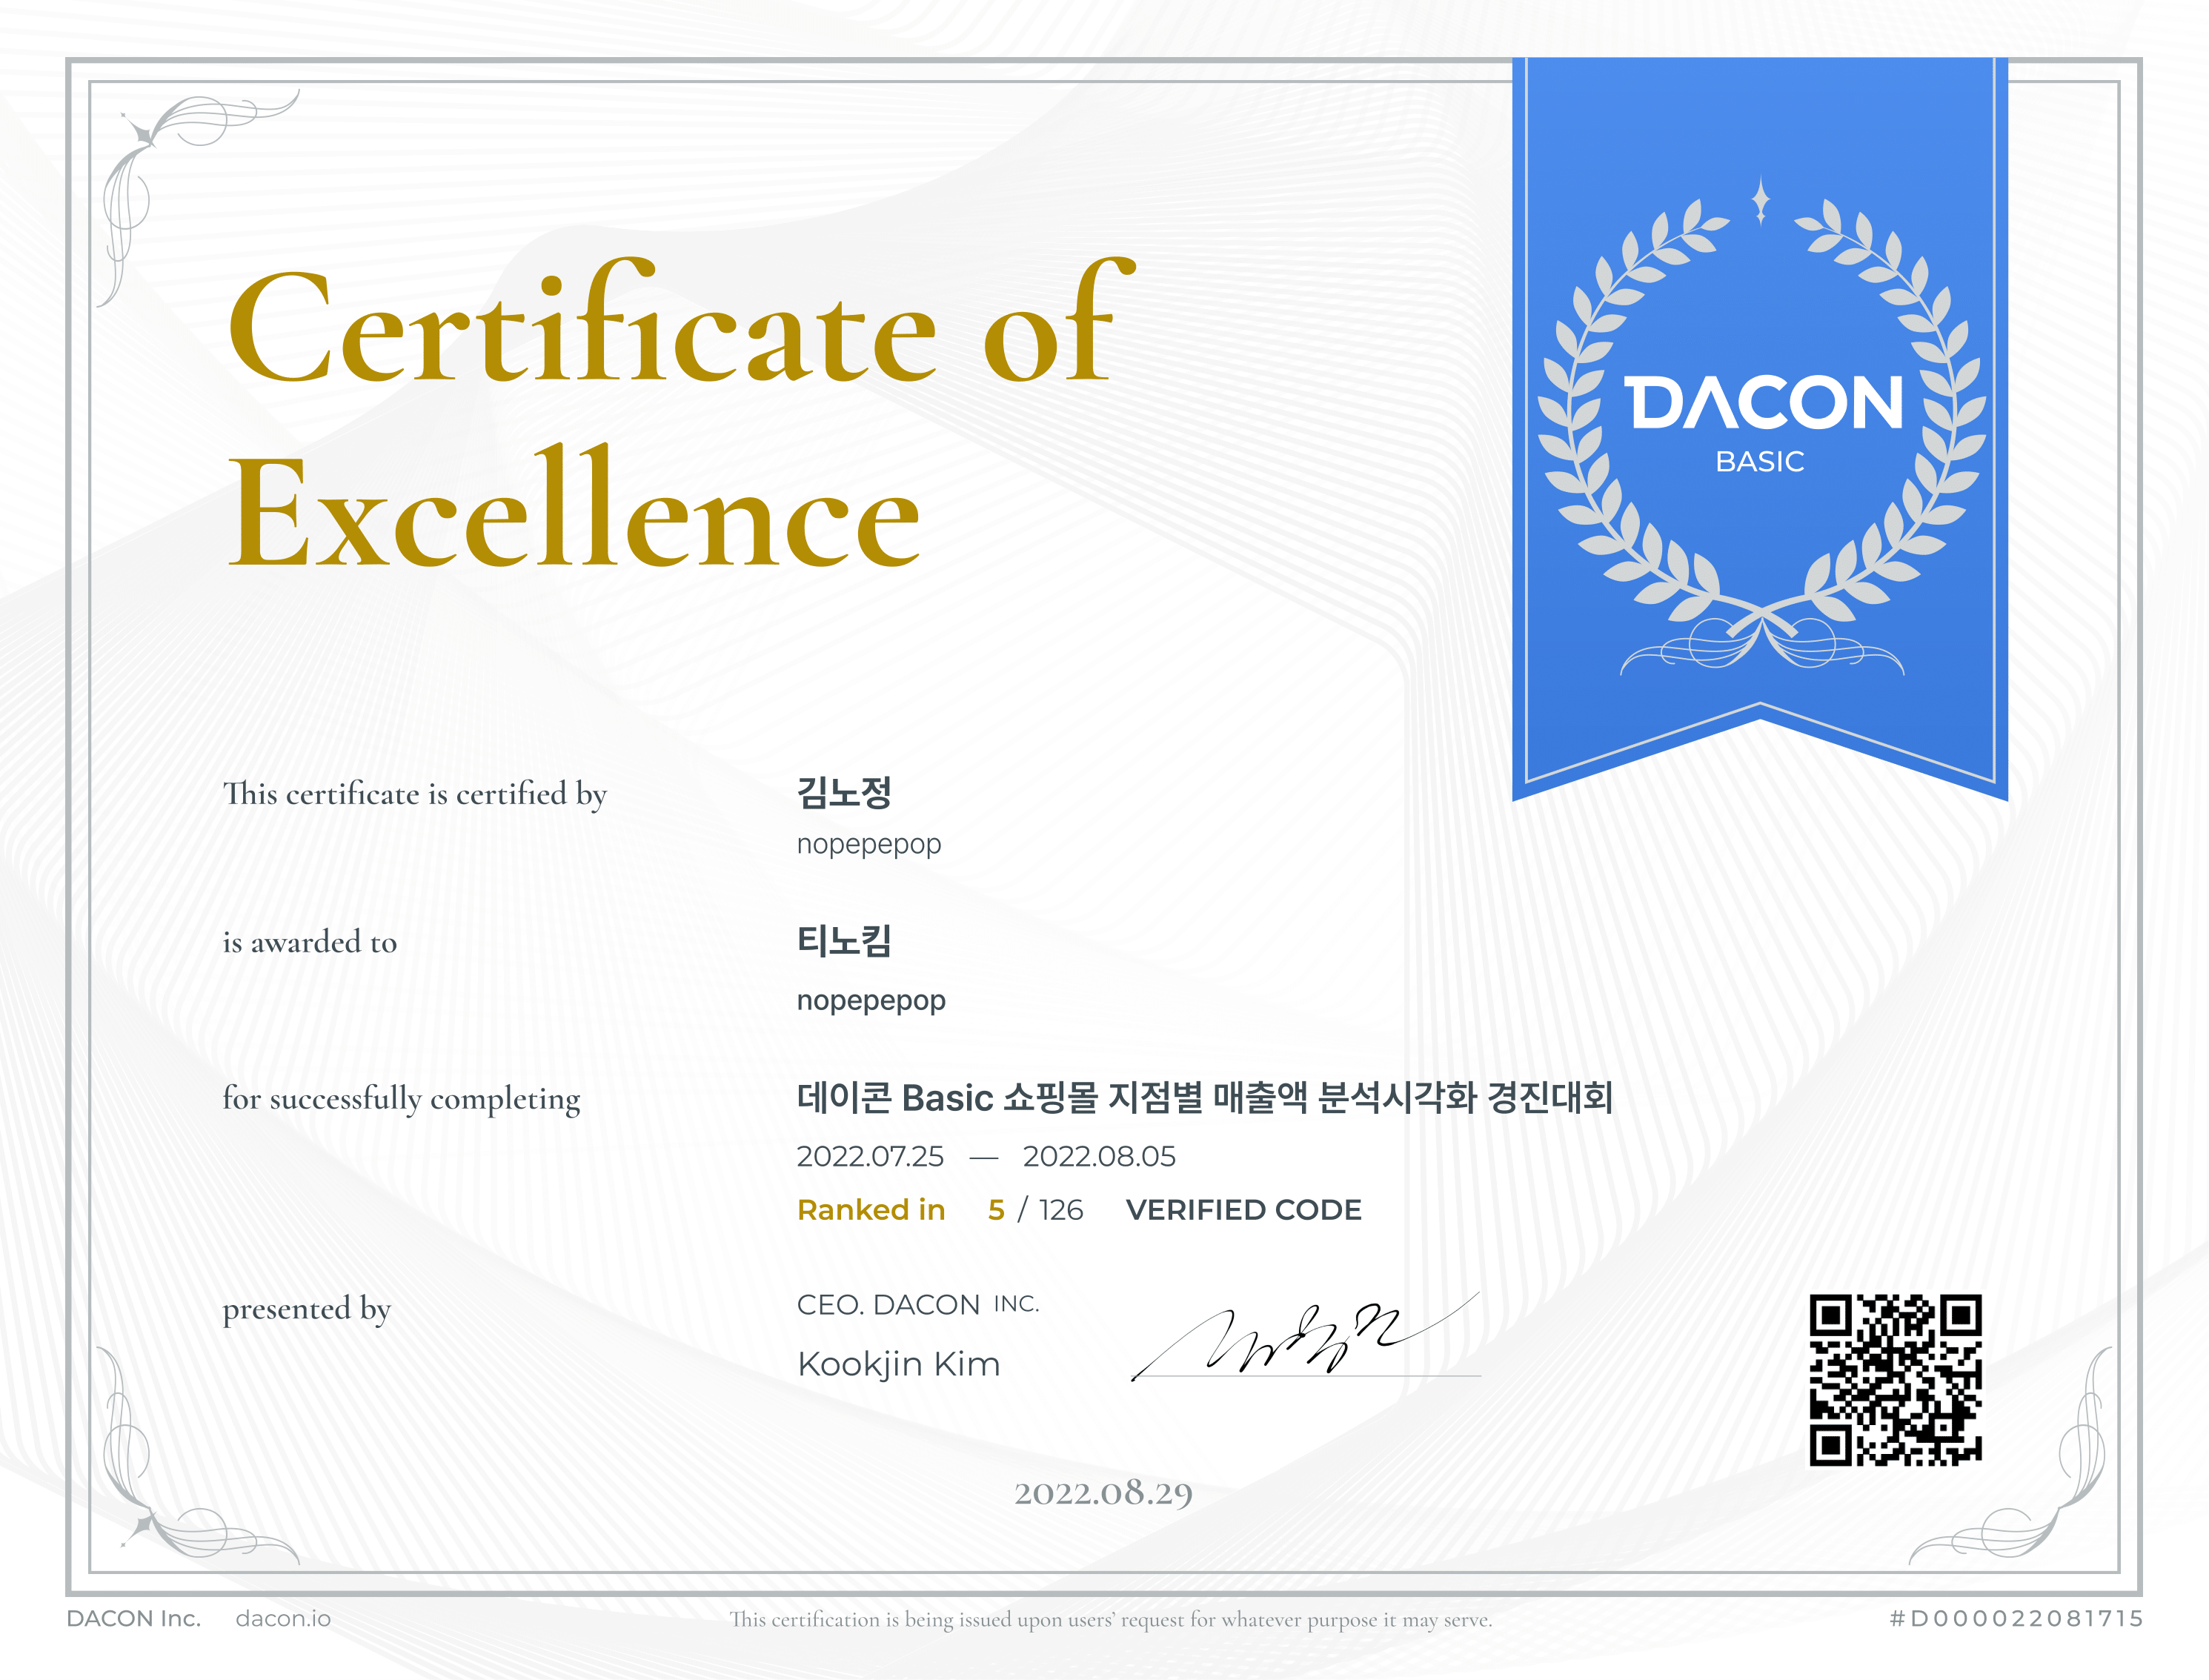 Certificate of
Excellence
DACON
BASIC
This certificate is certified by
김노정
nopepepop
is awarded to
티노킴
nopepepop
for successfully completing
데이콘 Basic 쇼핑몰 지점별 매출액 분석시각화 경진대회
2022.07.25 — 2022.08.05
Ranked in 5 / 126 VERIFIED CODE
presented by
CEO. DACON INC.
Kookjin Kim
2022.08.29
DACON Inc. dacon.io
This certification is being issued upon users’ request for whatever purpose it may serve.
#D000022081715